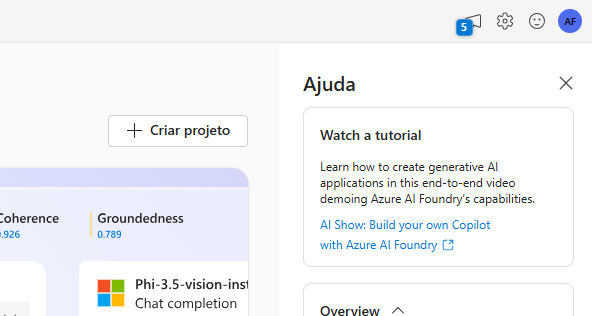 5
AF
Ajuda
Criar projeto
Watch a tutorial
Learn how to create generative AI
applications in this end-to-end video
demoing Azure AI Foundry's capabilities.
AI Show: Build your own Copilot
with Azure AI Foundry
Coherence
0.926
Groundedness
0.789
Phi-3.5-vision-inst
Chat completion
Overview